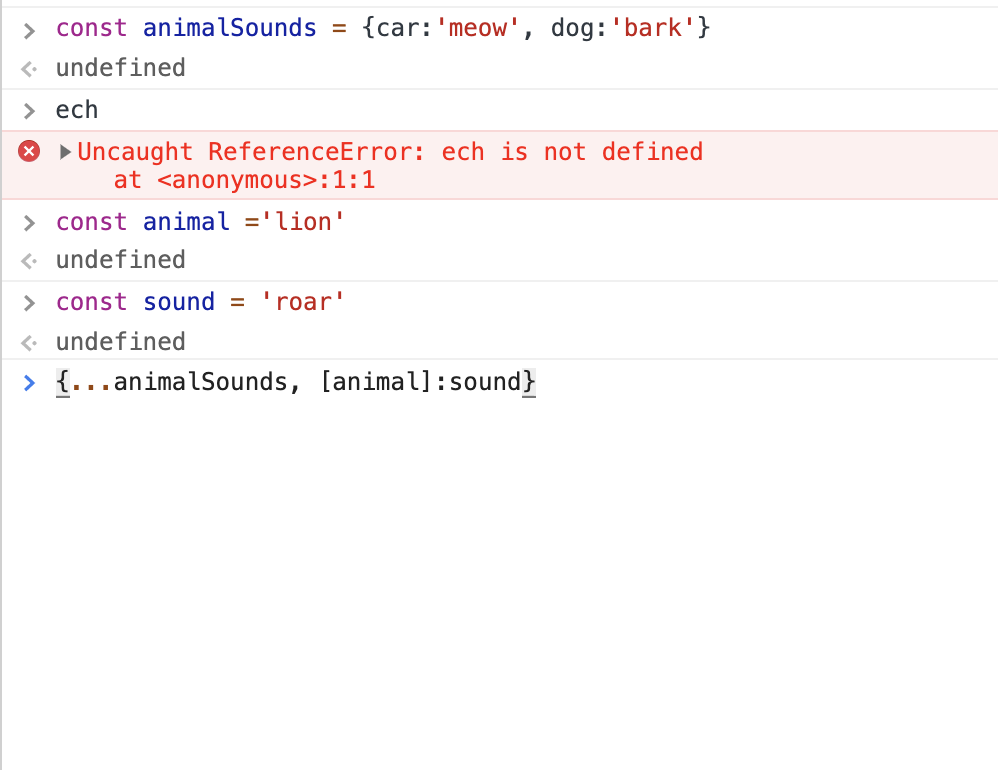 const animalSounds = {car:'meow', dog:'bark'}
undefined
ech
Uncaught ReferenceError: ech is not defined
at <anonymous>:1:1
const animal ='lion'
undefined
const sound = 'roar'
undefined
{...animalSounds, [animal]:sound}